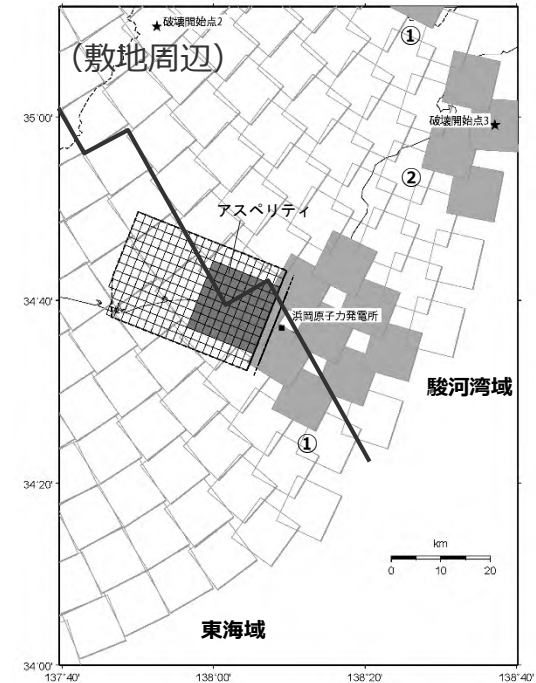 破壊開始点2
①
（敷地周辺）
35˚00'
破壊開始点3
②
アスペリティ
34˚40'
浜岡原子力発電所
駿河湾域
①
34˚20'
km
0 10 20
東海域
34˚00'
137˚40' 138˚00' 138˚20' 138˚40'